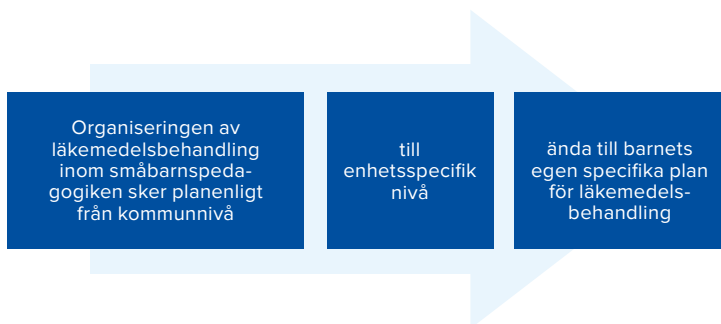 Organiseringen av
läkemedelsbehandling
inom småbarnspeda-
gogiken sker planenligt
från kommunnivå
till
enhetsspecifik
nivå
ända till barnets
egen specifika plan
för läkemedels-
behandling